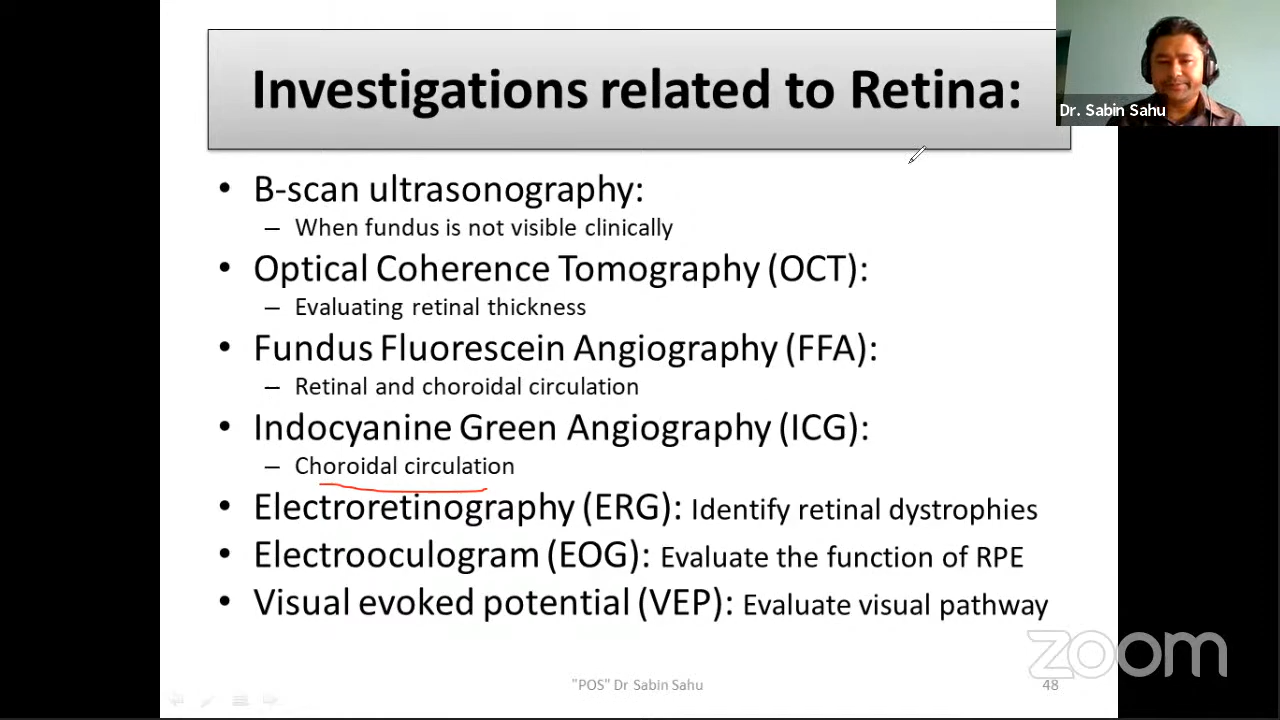 Investigations related to Retina:
Dr. Sabin Sahu
• B-scan ultrasonography:
– When fundus is not visible clinically
• Optical Coherence Tomography (OCT):
– Evaluating retinal thickness
• Fundus Fluorescein Angiography (FFA):
– Retinal and choroidal circulation
• Indocyanine Green Angiography (ICG):
– Choroidal circulation
• Electroretinography (ERG): Identify retinal dystrophies
• Electrooculogram (EOG): Evaluate the function of RPE
• Visual evoked potential (VEP): Evaluate visual pathway
zoom
"POS" Dr Sabin Sahu
48